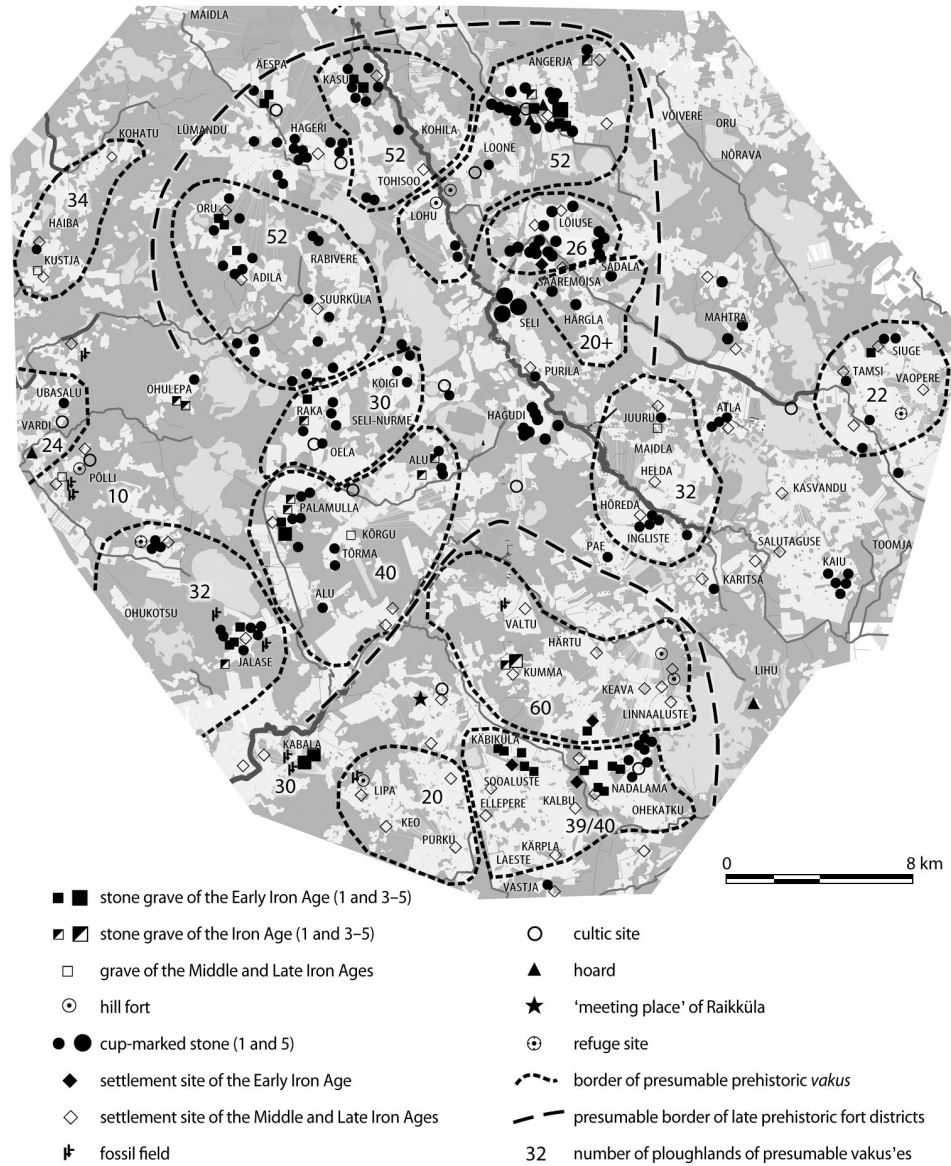 MAIDLA
ÄESPA
KASU
ANGERJA
KOHATU
LÜMANDU
HAGERI
KOHILA
VÕIVERE
ORU
NÕRAVA
LOONE
52
52
TOHISOO
34
HAIBA
KUSTJA
ORU
52
LOHU
LÕIUSE
26
RABIVERE
ADILA
SADALA
SÄÄREMÕISA
SUURKÜLA
SELI
HÄRGLA
20+
MAHTRA
SIUGE
TAMSI
VAOPERE
22
PURILA
OHULEPA
KOIGI
30
UBASALU
VARDI
24
RAKA
SELI-NURME
HAGUDI
JUURU
ATLA
MAIDLA
OELA
ALU
HELDA
PÕLLI
10
32
KASVANDU
PALAMULLA
KÕRGU
HÕREDA
TÕRMA
INGLISTE
SALUTAGUSE
TOOMJA
PAE
KAIU
40
KARITSA
32
OHUKOTSU
ALU
VALTU
JALASE
HÄRTU
LIHU
KUMMA
KEAVA
LINNAALUSTE
60
KABALA
KÄBIKÜLA
30
SOOALUSTE
NADALAMA
LIPA
20
ELLEPERE
KALBU
OHEKATKU
39/40
KEO
PURKU
KÄRPLA
LAESTE
VASTJA
0 8 km
stone grave of the Early Iron Age (1 and 3–5)
stone grave of the Iron Age (1 and 3–5)
grave of the Middle and Late Iron Ages
hill fort
cup-marked stone (1 and 5)
settlement site of the Early Iron Age
settlement site of the Middle and Late Iron Ages
fossil field
cultic site
hoard
‘meeting place’ of Raikküla
refuge site
border of presumable prehistoric vakus
presumable border of late prehistoric fort districts
32 number of ploughlands of presumable vakus'es